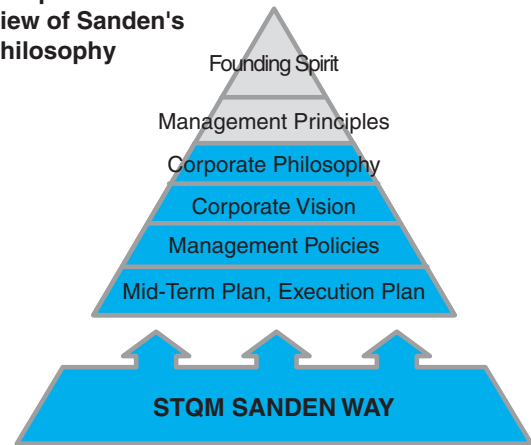 iew of Sanden's
hilosophy
Founding Spirit
Management Principles
Corporate Philosophy
Corporate Vision
Management Policies
Mid-Term Plan, Execution Plan
STQM SANDEN WAY